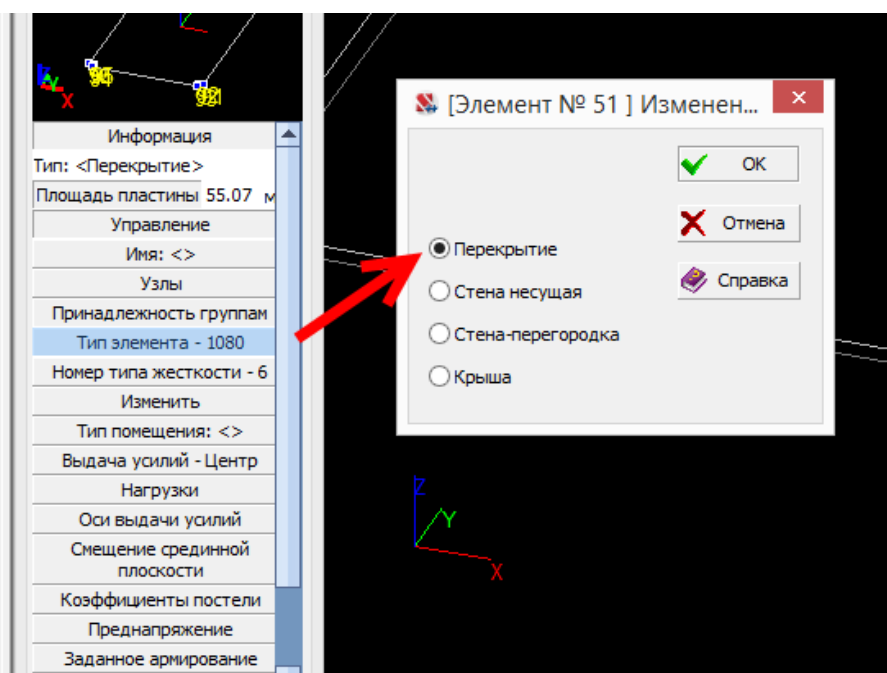 Информация
Тип: <Перекрытие>
Площадь пластины 55.07 м
Управление
Имя: <>
Узлы
Принадлежность группам
Тип элемента - 1080
Номер типа жесткости - 6
Изменить
Тип помещения: <>
Выдача усилий - Центр
Нагрузки
Оси выдачи усилий
Смещение срединной
плоскости
Коэффициенты постели
Преднапряжение
Заданное армирование
[Элемент № 51 ] Изменен...
ОК
Отмена
Справка
Перекрытие
Стена несущая
Стена-перегородка
Крыша
X
Z
Y
X